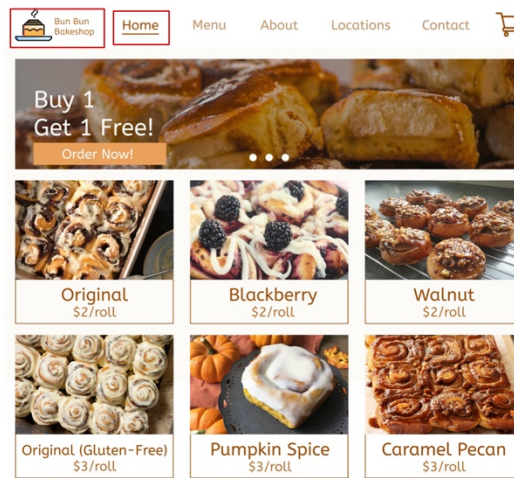 Bun Bun
Bakeshop
Home
Menu
About
Locations
Contact
Buy 1
Get 1 Free!
Order Now!
Original
$2/roll
Blackberry
$2/roll
Walnut
$2/roll
Original (Gluten-Free)
$3/roll
Pumpkin Spice
$3/roll
Caramel Pecan
$3/roll